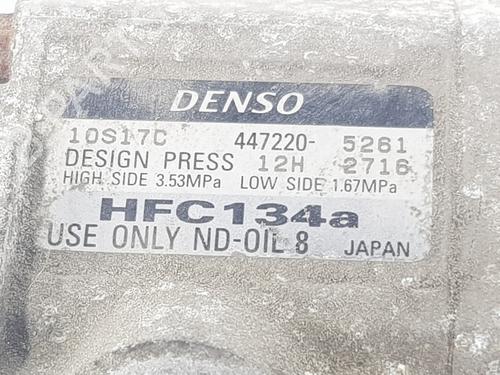 DENSO
10S17C 447220- 5261
DESIGN PRESS 12H 2716
HIGH SIDE 3.53MPa LOW SIDE 1.67MPa
HFC134a
USE ONLY ND-OIL 8 JAPAN